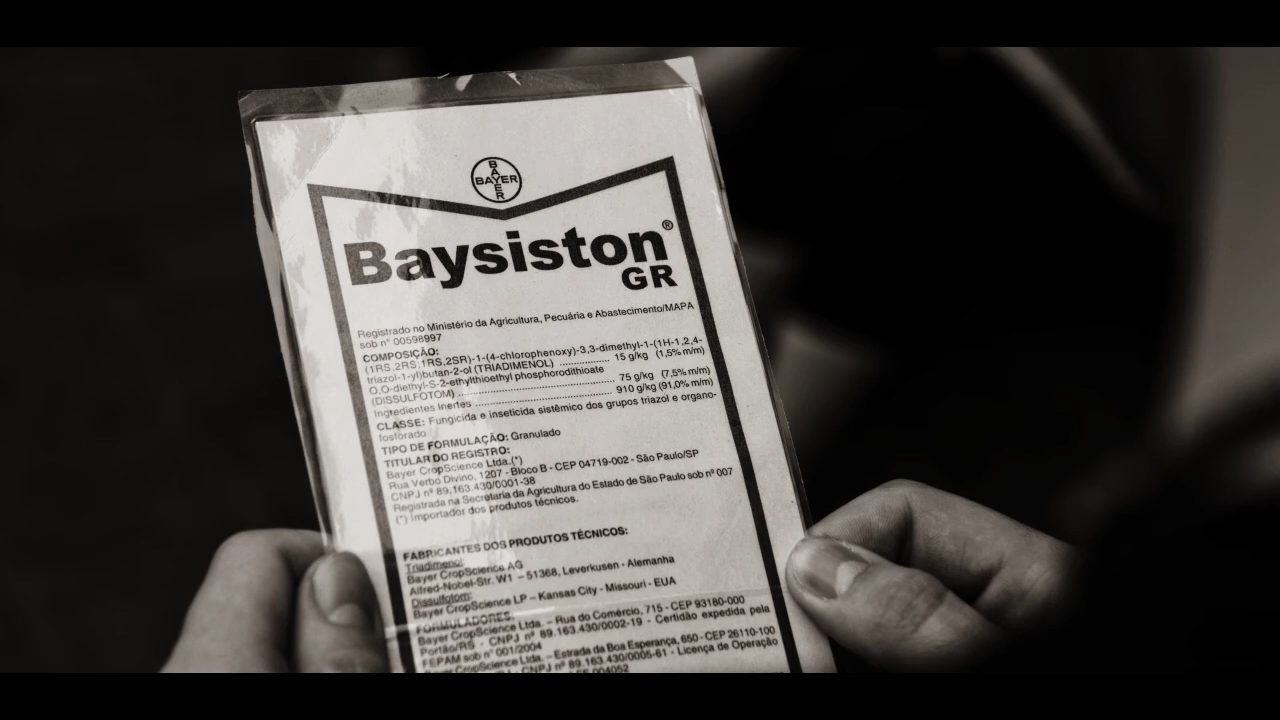 BAYER
BAYER
Baysiston®
GR
Registrado no Ministério da Agricultura, Pecuária e Abastecimento/MAPA
sob nº 00598997
COMPOSIÇÃO:
(1RS,2RS;1RS,2SR)-1-(4-chlorophenoxy)-3,3-dimethyl-1-(1H-1,2,4-
triazol-1-yl)butan-2-ol (TRIADIMENOL) .................. 15 g/kg (1,5% m/m)
O,O-diethyl-S-2-ethylthioethyl phosphorodithioate
(DISSULFOTOM) .......................................................... 75 g/kg (7,5% m/m)
Ingredientes Inertes ..................................................... 910 g/kg (91,0% m/m)
CLASSE: Fungicida e inseticida sistêmico dos grupos triazol e organo-
fosforado
TIPO DE FORMULAÇÃO: Granulado
TITULAR DO REGISTRO:
Bayer CropScience Ltda.(*)
Rua Verbo Divino, 1207 - Bloco B - CEP 04719-002 - São Paulo/SP
CNPJ nº 89.163.430/0001-38
Registrada na Secretaria da Agricultura do Estado de São Paulo sob nº 007
(*) Importador dos produtos técnicos.
FABRICANTES DOS PRODUTOS TÉCNICOS:
Triadimenol:
Bayer CropScience AG
Alfred-Nobel-Str. W1 – 51368, Leverkusen - Alemanha
Dissulfotom:
Bayer CropScience LP – Kansas City - Missouri - EUA
FORMULADORES:
Bayer CropScience Ltda. – Rua do Comércio, 715 - CEP 93180-000
Portão/RS - CNPJ nº 89.163.430/0002-19 - Certidão expedida pela
FEPAM sob nº 001/2004
Bayer CropScience Ltda. – Estrada da Boa Esperança, 650 - CEP 26110-100
CNPJ nº 89.163.430/0005-61 - Licença de Operação
004052